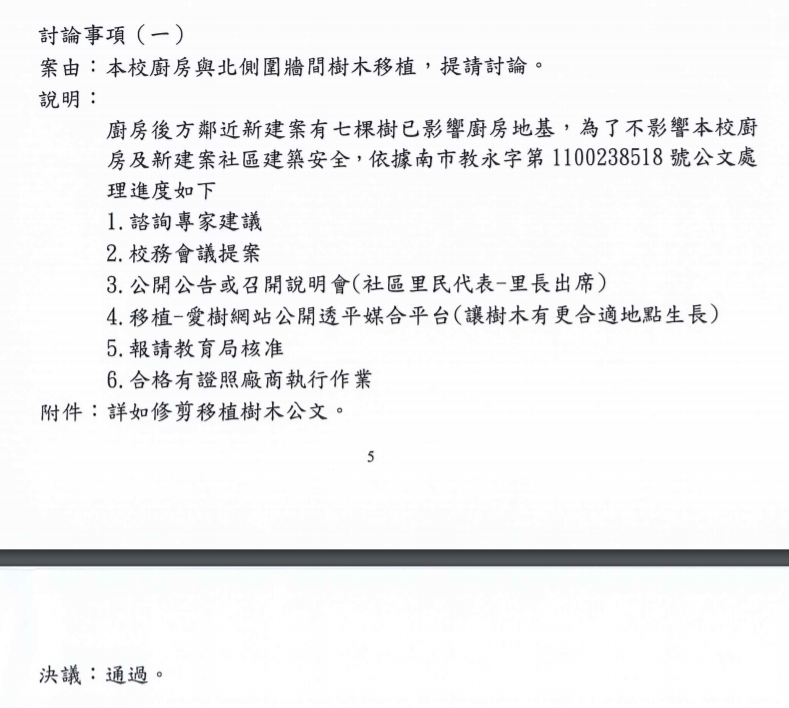 討論事項（一）
案由：本校廚房與北側圍牆間樹木移植，提請討論。
說明：
廚房後方鄰近新建案有七棵樹已影響廚房地基，為了不影響本校廚
房及新建案社區建築安全，依據南市教永字第 1100238518 號公文處
理進度如下
1.諮詢專家建議
2.校務會議提案
3.公開公告或召開說明會(社區里民代表-里長出席)
4.移植-愛樹網站公開透平媒合平台(讓樹木有更合適地點生長)
5.報請教育局核准
6.合格有證照廠商執行作業
附件：詳如修剪移植樹木公文。
5
決議：通過。